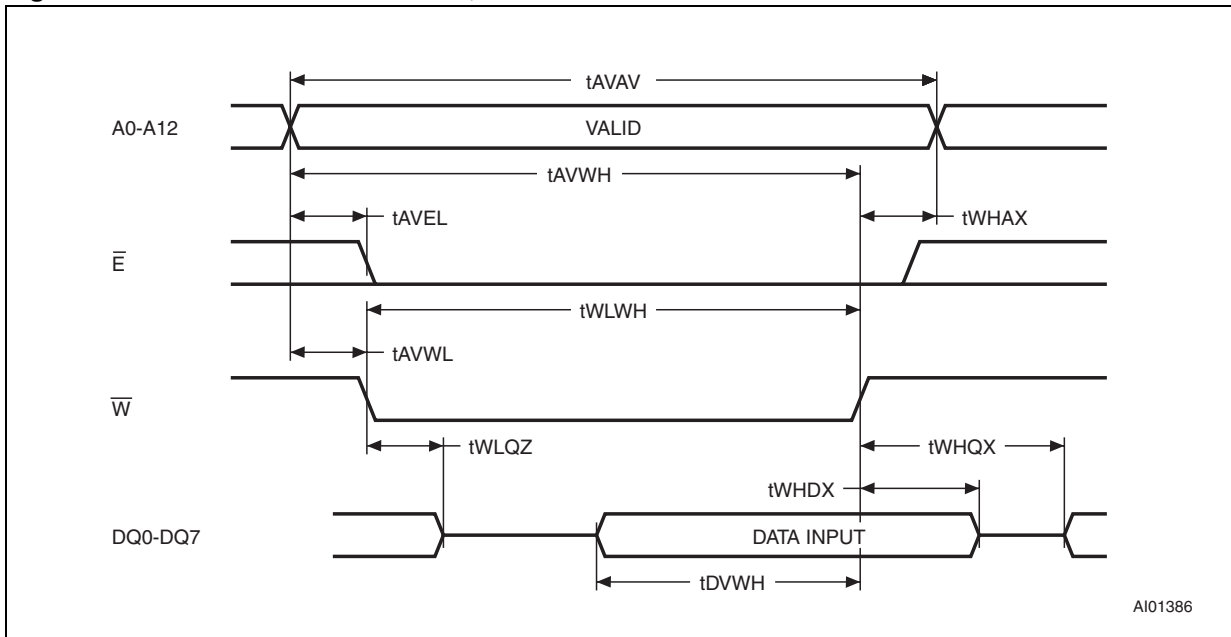 tAVAV
A0-A12
VALID
tAVWH
tAVEL
tWHAX
E̅
tWLWH
tAVWL
W̅
tWLQZ
tWHQX
tWHDX
DQ0-DQ7
DATA INPUT
tDVWH
AI01386